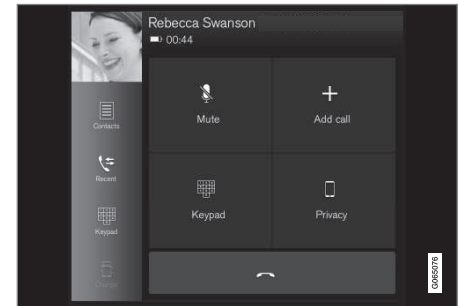 Rebecca Swanson
00:44
Contacts
Recent
Keypad
Mute
Add call
Keypad
Privacy
G065076